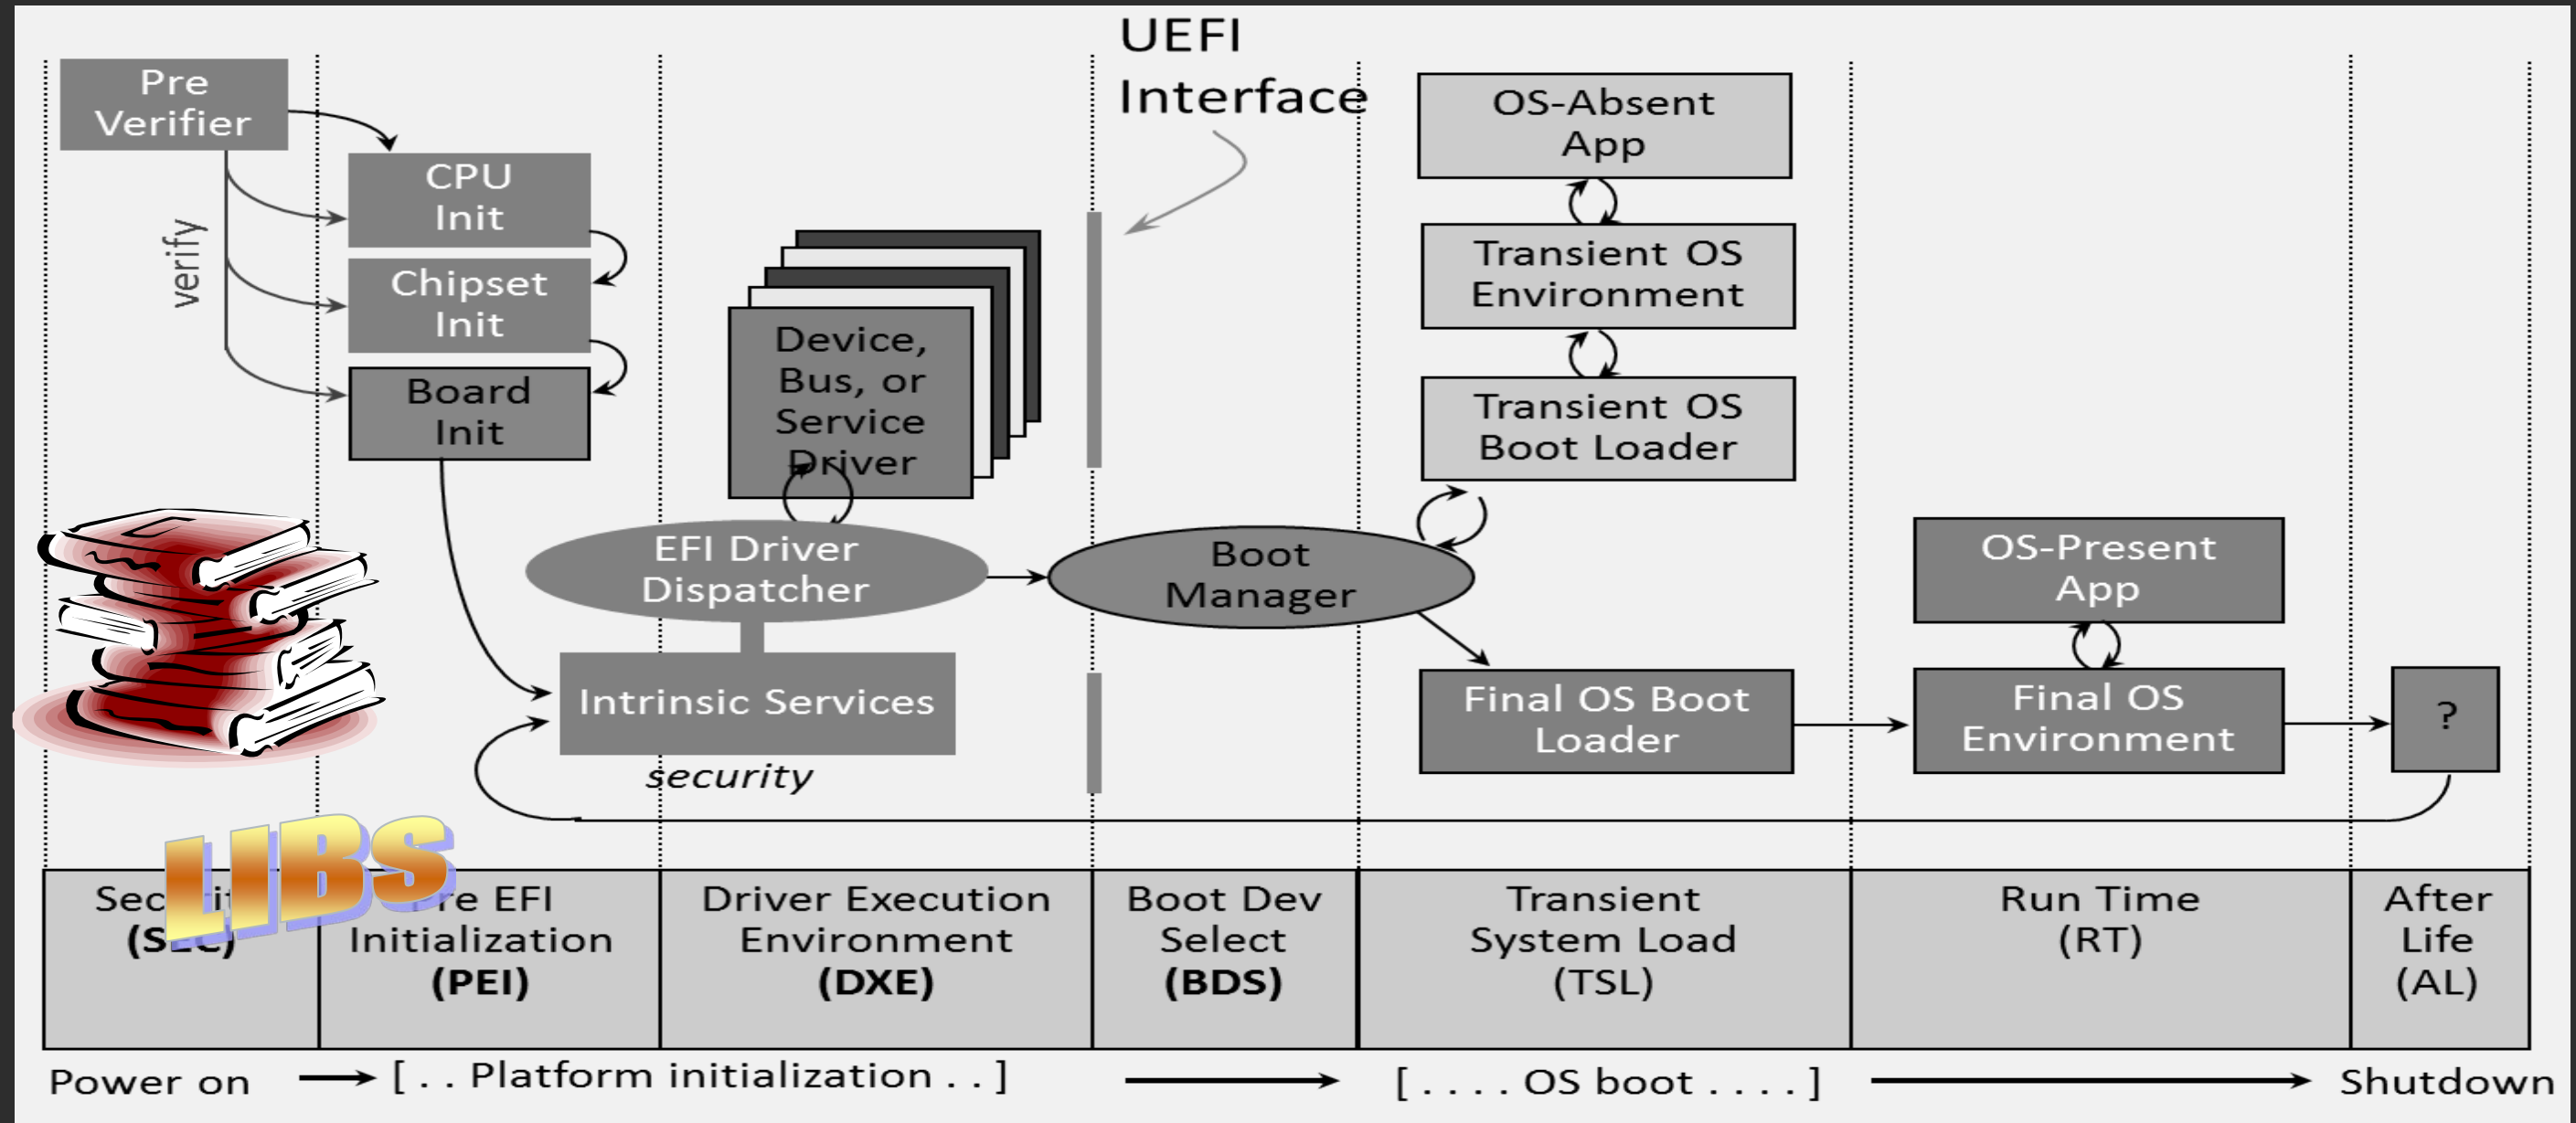 UEFI
Interface
Pre
Verifier
verify
CPU
Init
Chipset
Init
Board
Init
Device,
Bus, or
Service
Driver
EFI Driver
Dispatcher
Intrinsic Services
security
Boot
Manager
OS-Absent
App
Transient OS
Environment
Transient OS
Boot Loader
Final OS Boot
Loader
OS-Present
App
Final OS
Environment
?
LIBS
(SEC)
Pre EFI
Initialization
(PEI)
Driver Execution
Environment
(DXE)
Boot Dev
Select
(BDS)
Transient
System Load
(TSL)
Run Time
(RT)
After
Life
(AL)
Power on
[ . . Platform initialization . . ]
[ . . . . OS boot . . . . ]
Shutdown